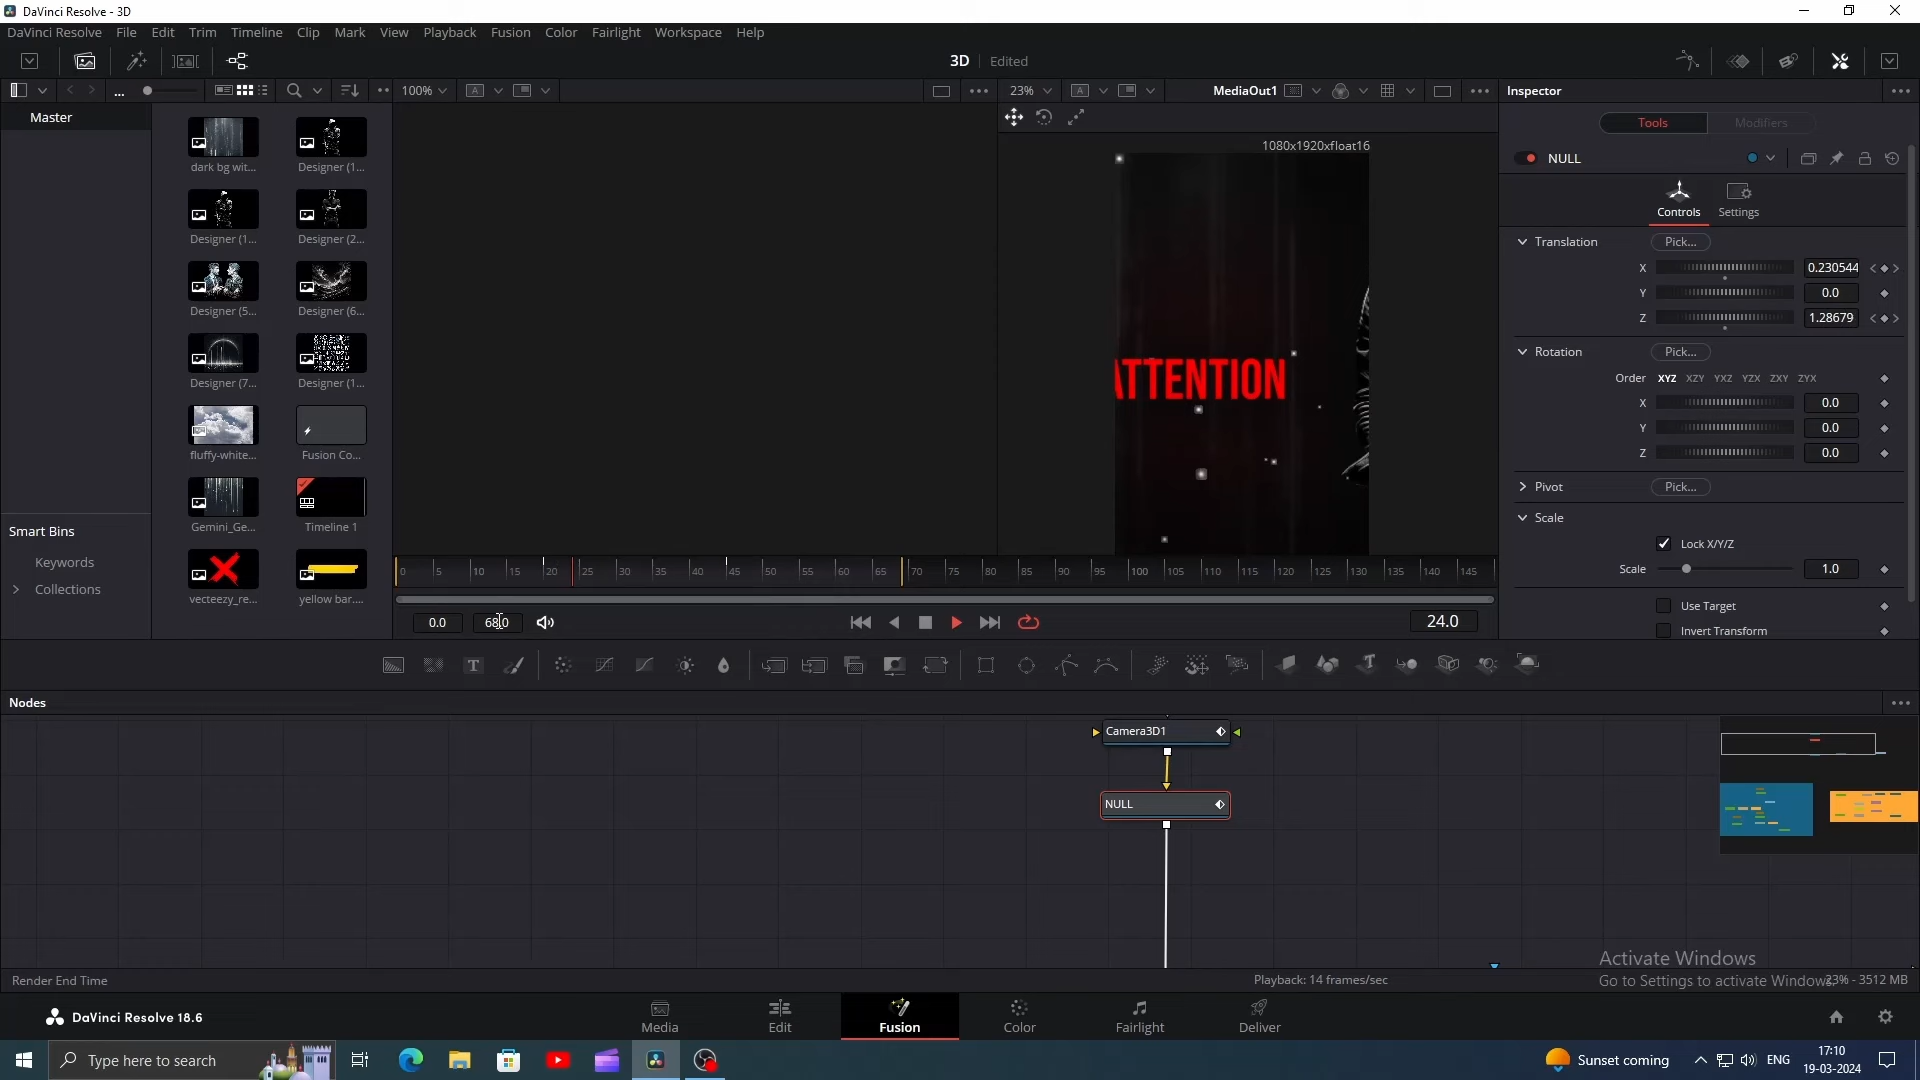 DaVinci Resolve - 3D
DaVinci Resolve File Edit Trim Timeline Clip Mark View Playback Fusion Color Fairlight Workspace Help
3D Edited
... 100% 23% MediaOut1 Inspector
Master
Tools Modifiers
1080x1920xfloat16
NULL
dark bg wit... Designer (1...
Controls Settings
Designer (1... Designer (2...
Translation Pick...
X 0.230544
Y 0.0
Z 1.28679
Designer (5... Designer (6...
Rotation Pick...
Order XYZ XZY YXZ YZX ZXY ZYX
ATTENTION
Designer (7... Designer (1...
X 0.0
Y 0.0
Z 0.0
fluffy-white... Fusion Co...
Pivot Pick...
Scale
Gemini_Ge... Timeline 1
Smart Bins
Lock X/Y/Z
Keywords
Scale 1.0
0 5 10 15 20 25 30 35 40 45 50 55 60 65 70 75 80 85 90 95 100 105 110 115 120 125 130 135 140 145
Collections
vecteezy_re... yellow bar....
Use Target
0.0 68.0 24.0
Invert Transform
T T
Nodes
Camera3D1
NULL
Activate Windows
Go to Settings to activate Windows.
Render End Time Playback: 14 frames/sec 23% - 3512 MB
DaVinci Resolve 18.6 Media Edit Fusion Color Fairlight Deliver
Type here to search Sunset coming ENG 17:10
19-03-2024